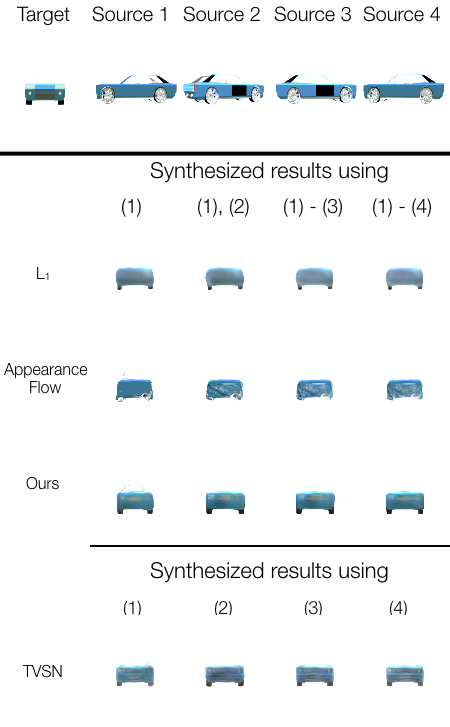 Target Source 1 Source 2 Source 3 Source 4
Synthesized results using
(1) (1), (2) (1) - (3) (1) - (4)
L₁
Appearance
Flow
Ours
Synthesized results using
(1) (2) (3) (4)
TVSN